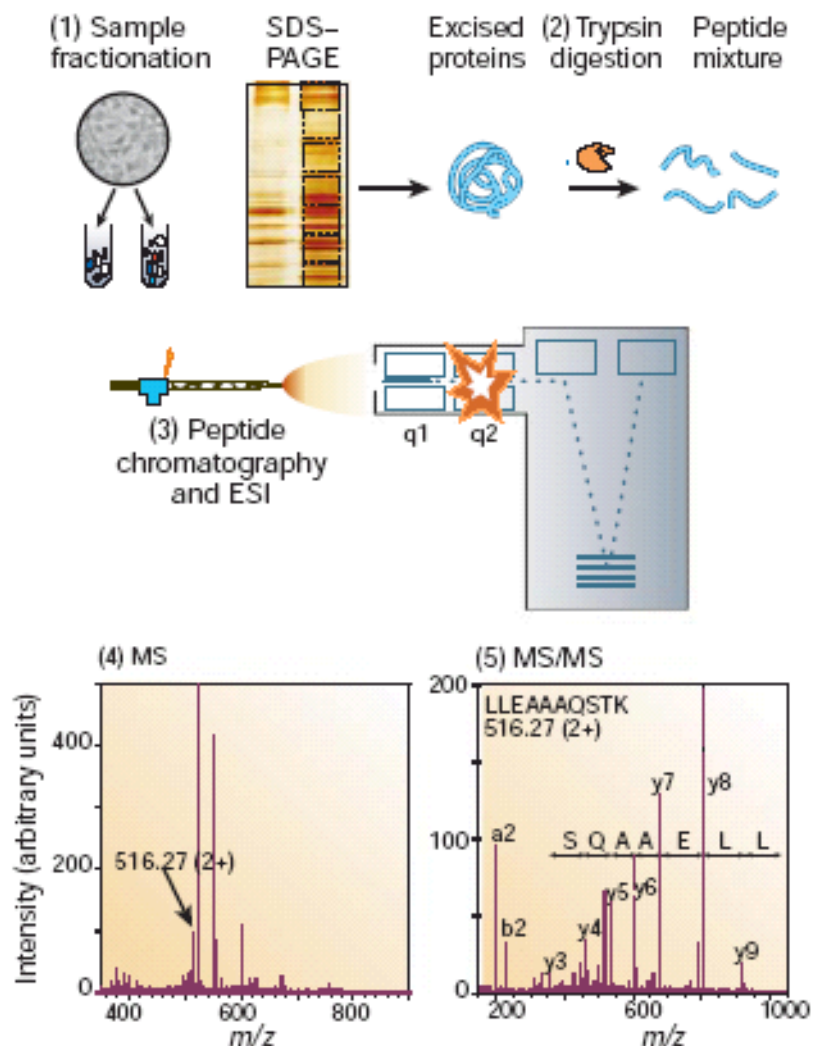 (1) Sample
fractionation
SDS–
PAGE
Excised
proteins
(2) Trypsin
digestion
Peptide
mixture
(3) Peptide
chromatography
and ESI
q1
q2
(4) MS
Intensity (arbitrary units)
400
200
0
516.27 (2+)
400
600
800
m/z
(5) MS/MS
200
100
0
LLEAAAQSTK
516.27 (2+)
a2
b2
y3
y4
y5
y6
y7
y8
y9
S Q A A E L L
200
600
1000
m/z